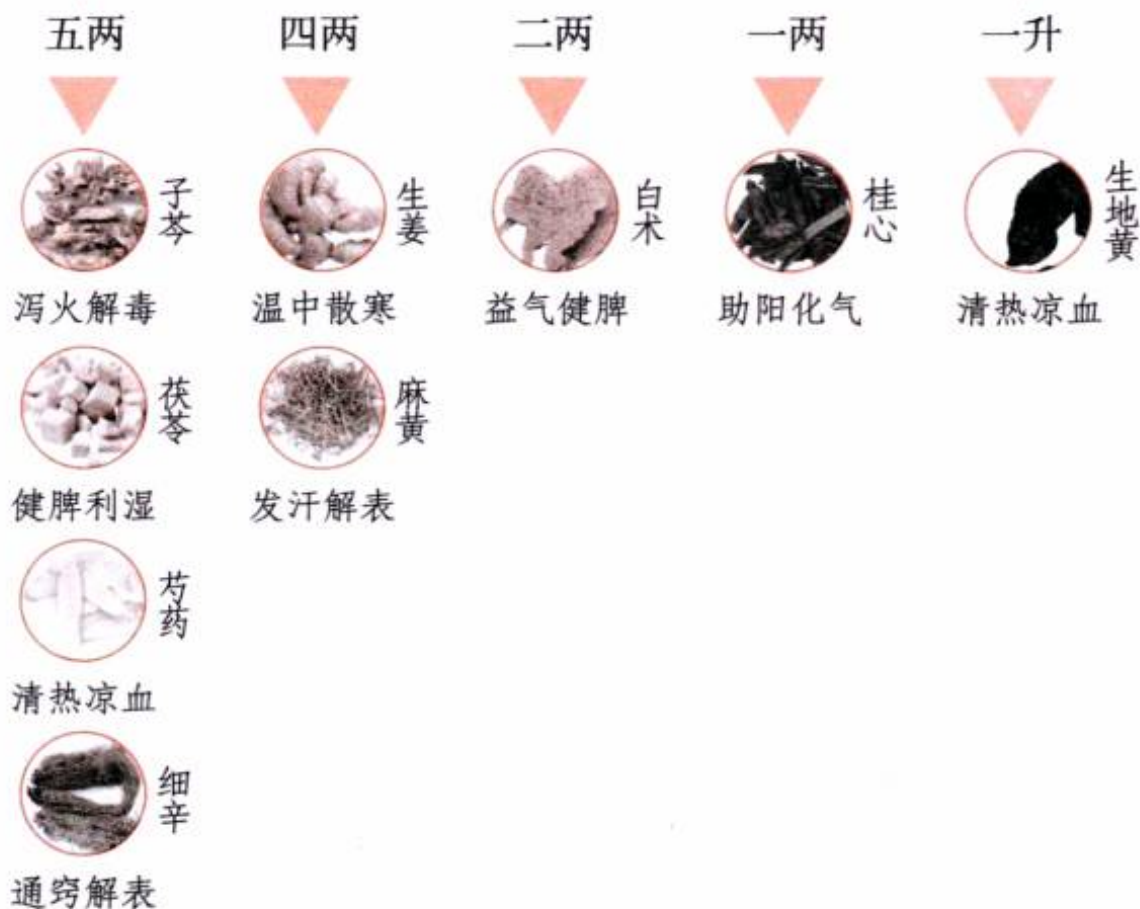 五两 四两 二两 一两 一升
子芩 生姜 白术 桂心 生地黄
泻火解毒 温中散寒 益气健脾 助阳化气 清热凉血
茯苓 麻黄
健脾利湿 发汗解表
芍药
清热凉血
细辛
通窍解表